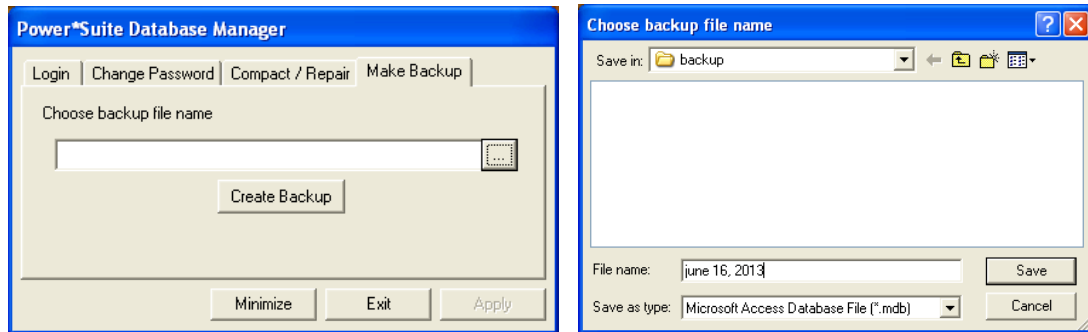 Power*Suite Database Manager
Login
Change Password
Compact / Repair
Make Backup
Choose backup file name
...
Create Backup
Minimize
Exit
Apply
Choose backup file name
Save in: backup
File name: june 16, 2013
Save
Save as type: Microsoft Access Database File (*.mdb)
Cancel